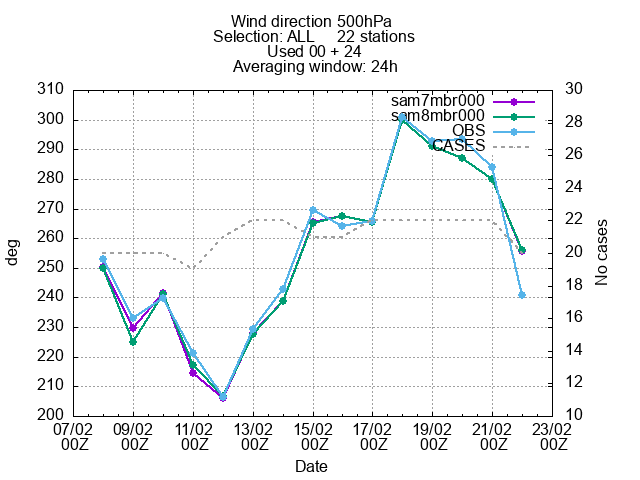 Wind direction 500hPa
Selection: ALL 22 stations
Used 00 + 24
Averaging window: 24h
310
300
290
280
270
260
250
240
230
220
210
200
deg
30
28
26
24
22
20
18
16
14
12
10
No cases
sam7mbr000
sam8mbr000
OBS
CASES
07/02 09/02 11/02 13/02 15/02 17/02 19/02 21/02 23/02
00Z 00Z 00Z 00Z 00Z 00Z 00Z 00Z 00Z
Date